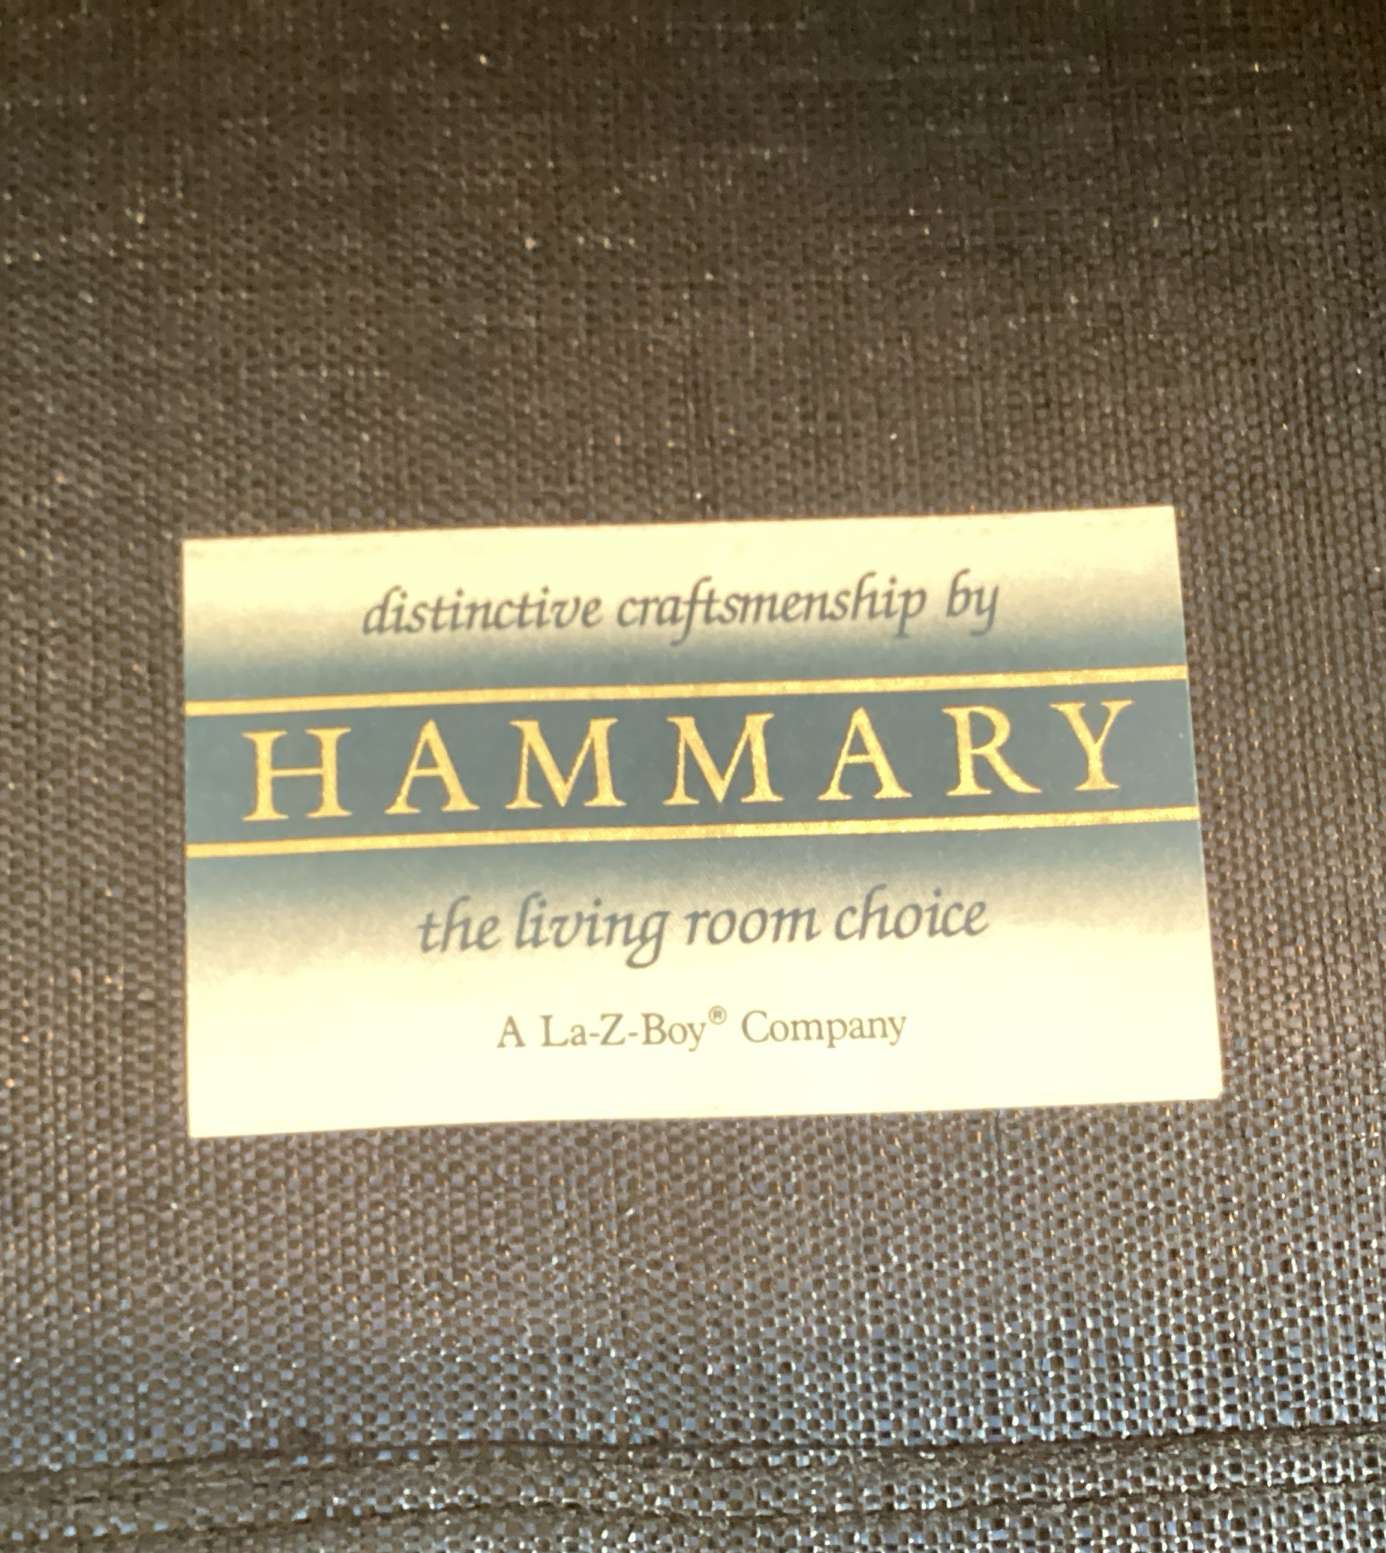 distinctive craftsmenship by
HAMMARY
the living room choice
A La-Z-Boy® Company